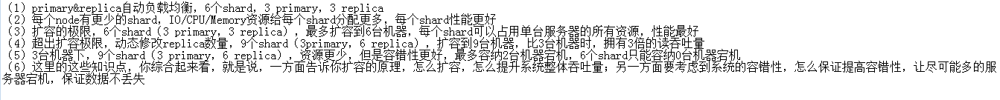 (1) primary&replica自动负载均衡,6个shard,3 primary,3 replica
(2) 每个node有更少的shard,IO/CPU/Memory资源给每个shard分配更多,每个shard性能更好
(3) 扩容的极限,6个shard(3 primary,3 replica),最多扩容到6台机器,每个shard可以占用单台服务器的所有资源,性能最好
(4) 超出扩容极限,动态修改replica数量,9个shard(3primary,6 replica),扩容到9台机器,比3台机器时,拥有3倍的读吞吐量
(5) 3台机器下,9个shard(3 primary,6 replica),资源更少,但是容错性更好,最多容纳2台机器宕机,6个shard只能容纳0台机器宕机
(6) 这里的这些知识点,你综合起来看,就是说,一方面告诉你扩容的原理,怎么扩容,怎么提升系统整体吞吐量;另一方面要考虑到系统的容错性,怎么保证提高容错性,让尽可能多的服
务器宕机,保证数据不丢失